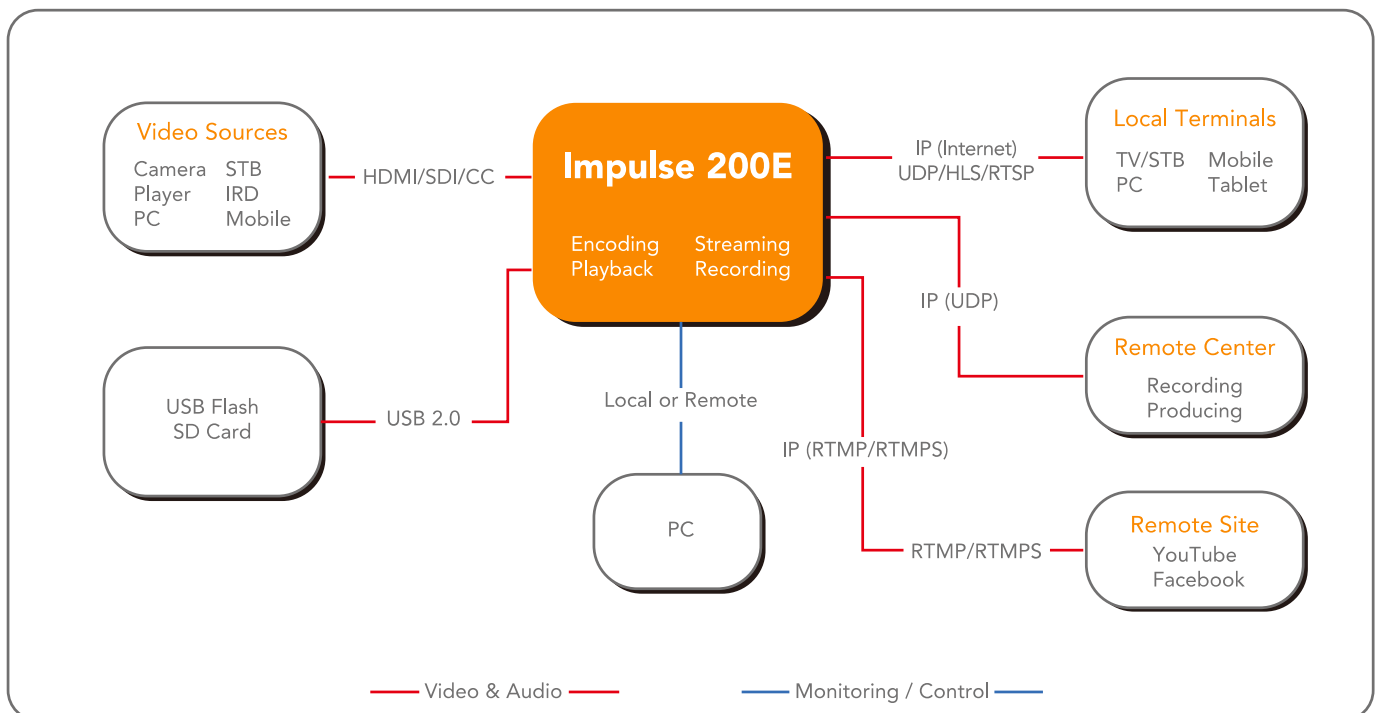 Video Sources
Camera STB
Player IRD
PC Mobile
HDMI/SDI/CC
Impulse 200E
Encoding Streaming
Playback Recording
IP (Internet)
UDP/HLS/RTSP
Local Terminals
TV/STB Mobile
PC Tablet
IP (UDP)
Remote Center
Recording
Producing
USB Flash
SD Card
USB 2.0
Local or Remote
PC
IP (RTMP/RTMPS)
RTMP/RTMPS
Remote Site
YouTube
Facebook
Video & Audio
Monitoring / Control